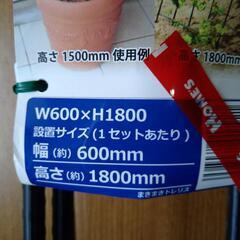 高さ 1500mm 使用例
高さ 1800mm
HOMES
W600×H1800
設置サイズ(1セットあたり)
幅(約)600mm
高さ(約)1800mm
まきまきトレリス